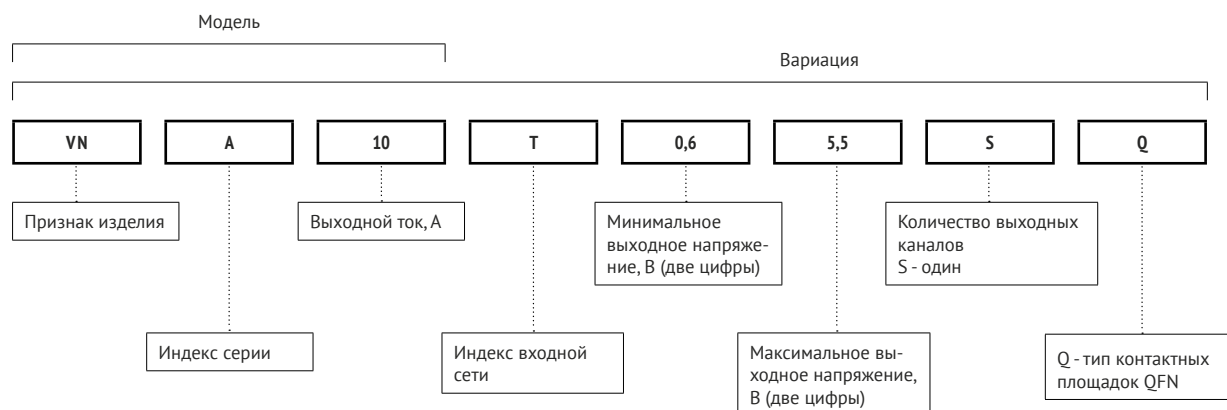 Модель
Вариация
VN
A
10
T
0,6
5,5
S
Q
Признак изделия
Выходной ток, А
Минимальное
выходное напряже-
ние, В (две цифры)
Количество выходных
каналов
S - один
Индекс серии
Индекс входной
сети
Максимальное вы-
ходное напряжение,
В (две цифры)
Q - тип контактных
площадок QFN